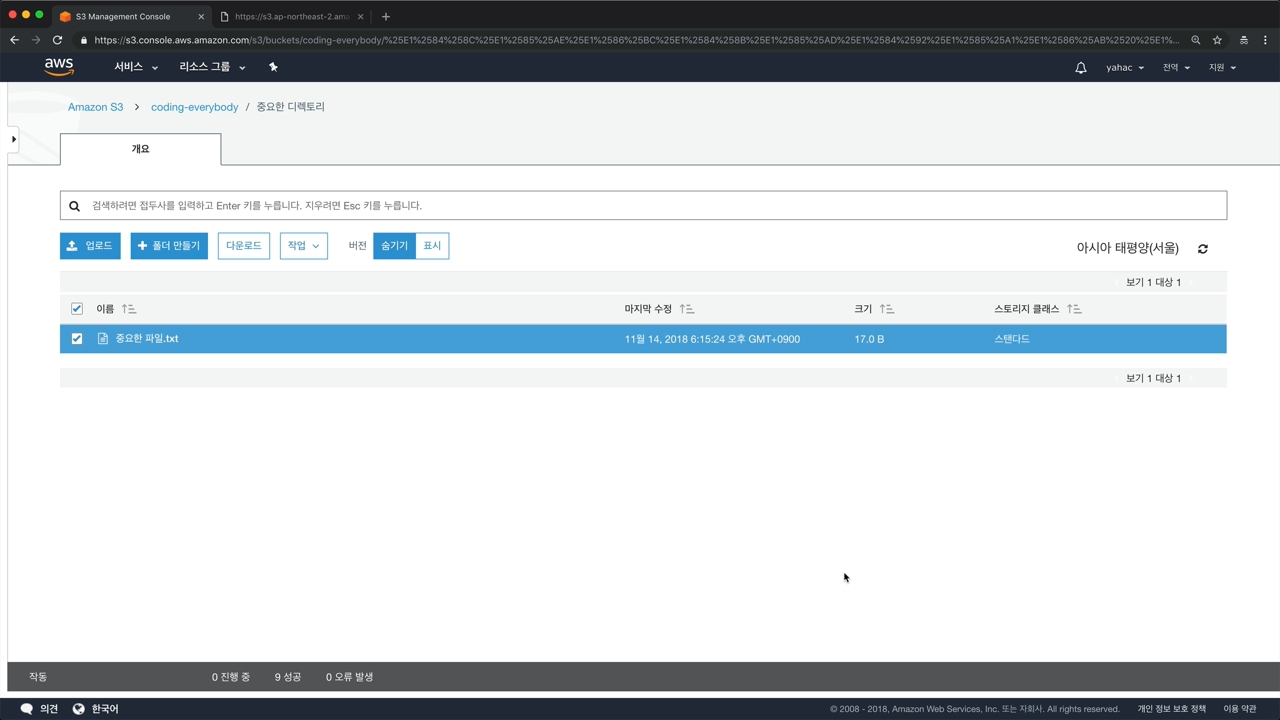 S3 Management Console
https://s3.ap-northeast-2.ama
https://s3.console.aws.amazon.com/s3/buckets/coding-everybody/%25E1%2584%258C%25E1%2585%25AE%25E1%2586%25BC%25E1%2584%258B%25E1%2585%25AD%25E1%2584%2592%25E1%2585%25A1%25E1%2586%25AB%2520%25E1%...
aws 서비스 리소스 그룹 yahac 전역 지원
Amazon S3 > coding-everybody / 중요한 디렉토리
개요
검색하려면 접두사를 입력하고 Enter 키를 누릅니다. 지우려면 Esc 키를 누릅니다.
업로드 + 폴더 만들기 다운로드 작업 버전 숨기기 표시 아시아 태평양(서울)
보기 1 대상 1
이름 마지막 수정 크기 스토리지 클래스
중요한 파일.txt 11월 14, 2018 6:15:24 오후 GMT+0900 17.0 B 스탠다드
보기 1 대상 1
작동 0 진행 중 9 성공 0 오류 발생
의견 한국어 © 2008 - 2018, Amazon Web Services, Inc. 또는 자회사. All rights reserved. 개인 정보 보호 정책 이용 약관